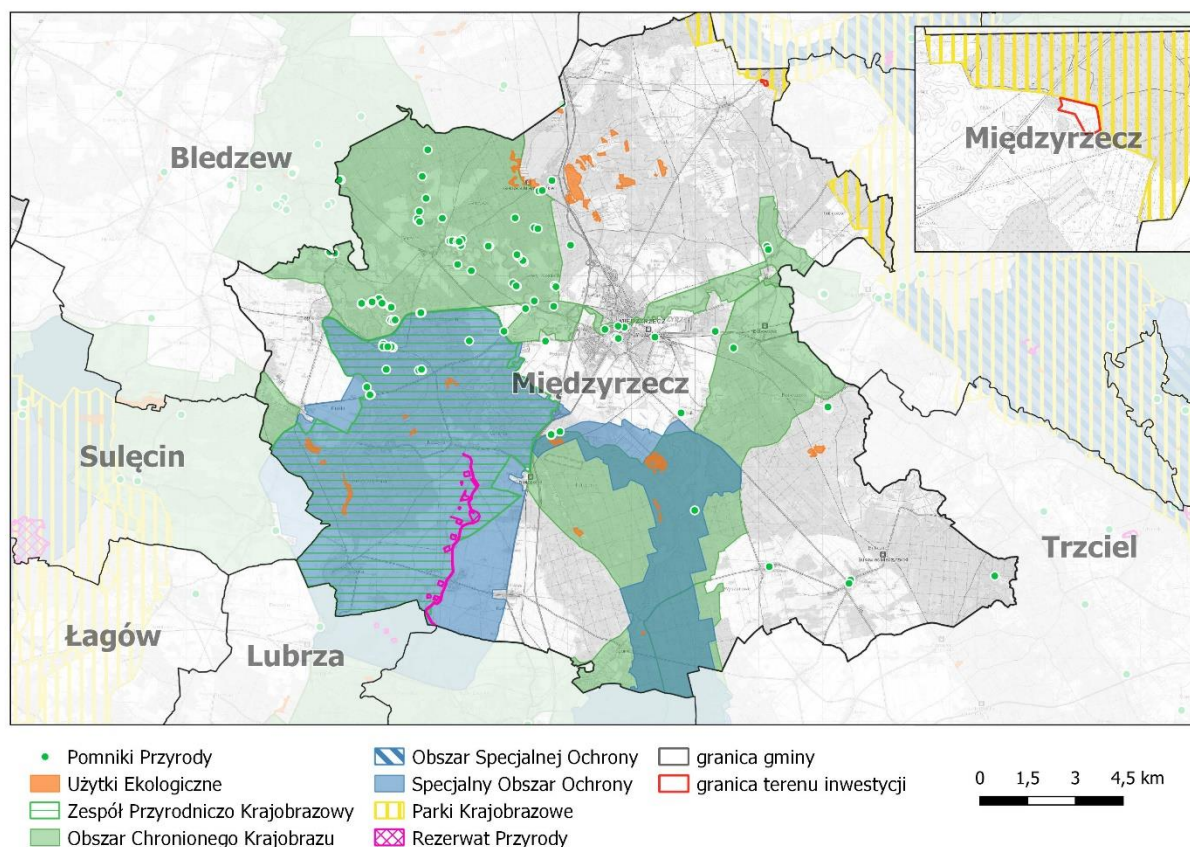 Bledzew
Międzyrzecz
Międzyrzecz
Sulęcin
Trzciel
Łagów
Lubrza
Pomniki Przyrody
Użytki Ekologiczne
Zespół Przyrodniczo Krajobrazowy
Obszar Chronionego Krajobrazu
Obszar Specjalnej Ochrony
Specjalny Obszar Ochrony
Parki Krajobrazowe
Rezerwat Przyrody
granica gminy
granica terenu inwestycji
0 1,5 3 4,5 km